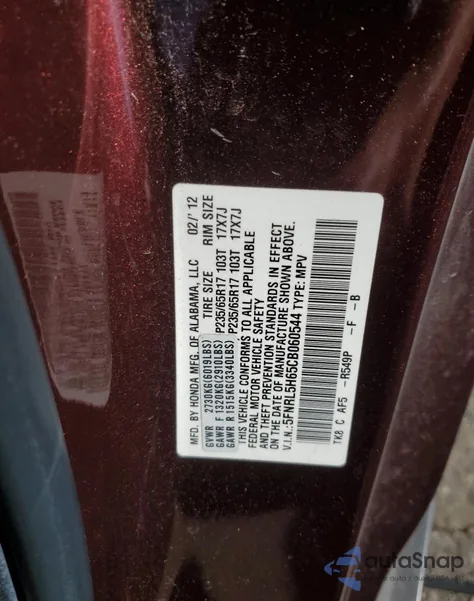 MFD. BY HONDA MFG. OF ALABAMA, LLC 02/' 12
TIRE SIZE RIM SIZE
GVWR 2730KG(6019LBS)
GAWR F 1320KG(2910LBS) P235/65R17 103T 17X7J
GAWR R 1515KG(3340LBS) P235/65R17 103T 17X7J
THIS VEHICLE CONFORMS TO ALL APPLICABLE
FEDERAL MOTOR VEHICLE SAFETY
AND THEFT PREVENTION STANDARDS IN EFFECT
ON THE DATE OF MANUFACTURE SHOWN ABOVE.
V.I.N.:5FNRL5H65CB060544 TYPE: MPV
TK8 C AF5 -R549P -F -B
autoSnap